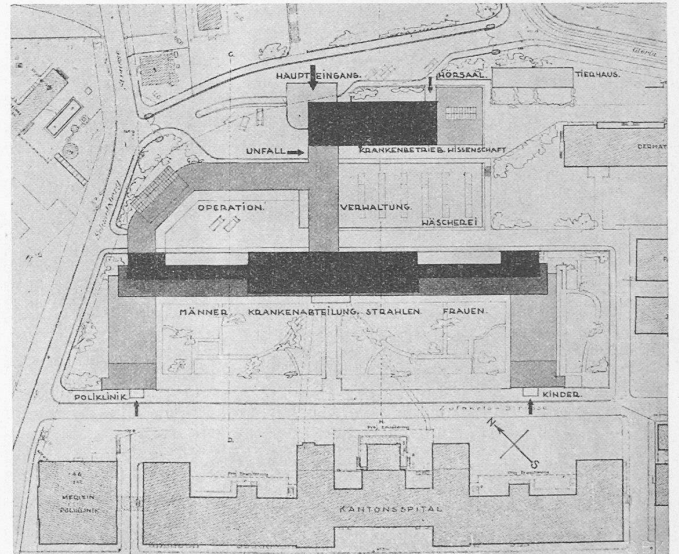 HAUPTEINGANG.
HÖRSAAL.
TIERHAUS.
UNFALL
KRANKENBETRIEB. WISSENSCHAFT
DERMAT
OPERATION.
VERWALTUNG.
WÄSCHEREI
MÄNNER. KRANKENABTEILUNG. STRAHLEN. FRAUEN.
POLIKLINIK
KINDER.
N
S
MEDIZIN
POLIKLINIK
KANTONSSPITAL